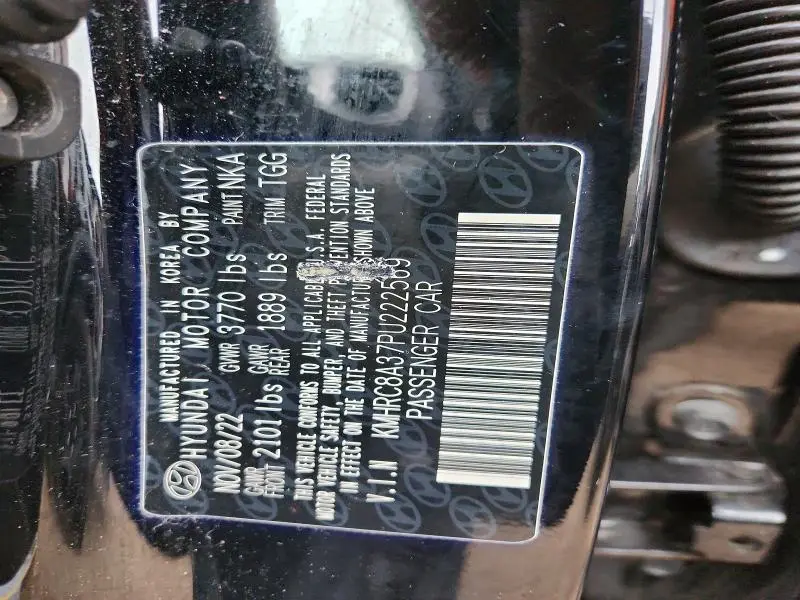 MANUFACTURED IN KOREA BY
HYUNDAI MOTOR COMPANY
NOV/08/22 GVWR 3770 lbs PAINT NKA
GAWR FRONT 2101 lbs GAWR REAR 1889 lbs TRIM TGG
THIS VEHICLE CONFORMS TO ALL APPLICABLE U.S.A. FEDERAL
MOTOR VEHICLE SAFETY, BUMPER, AND THEFT PREVENTION STANDARDS
IN EFFECT ON THE DATE OF MANUFACTURE SHOWN ABOVE
V.I.N KMHRC8A37PU222569
PASSENGER CAR